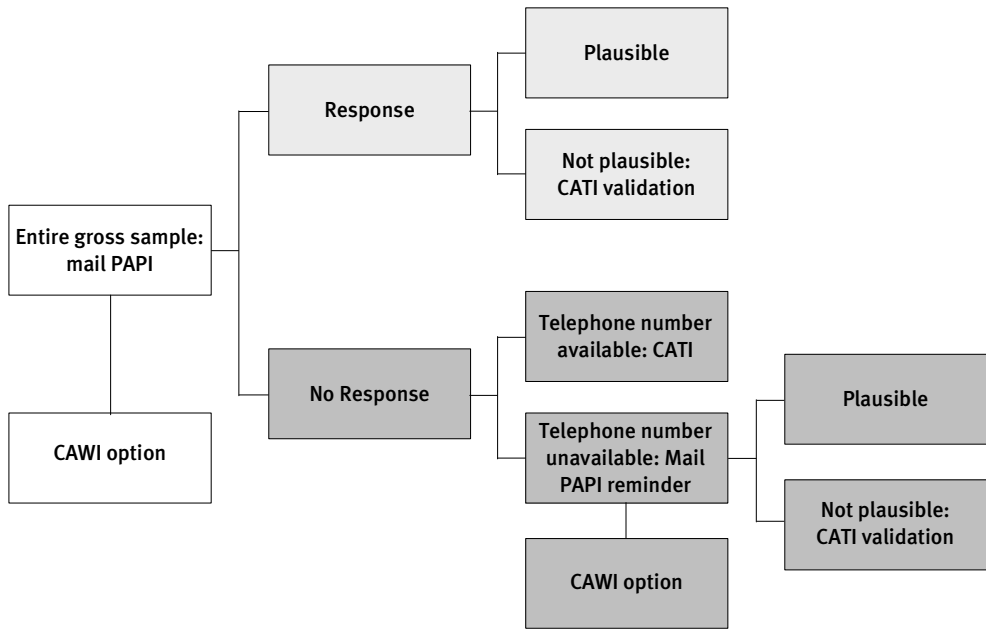 Plausible
Response
Not plausible:
CATI validation
Entire gross sample:
mail PAPI
CAWI option
No Response
Telephone number
available: CATI
Telephone number
unavailable: Mail
PAPI reminder
CAWI option
Plausible
Not plausible:
CATI validation